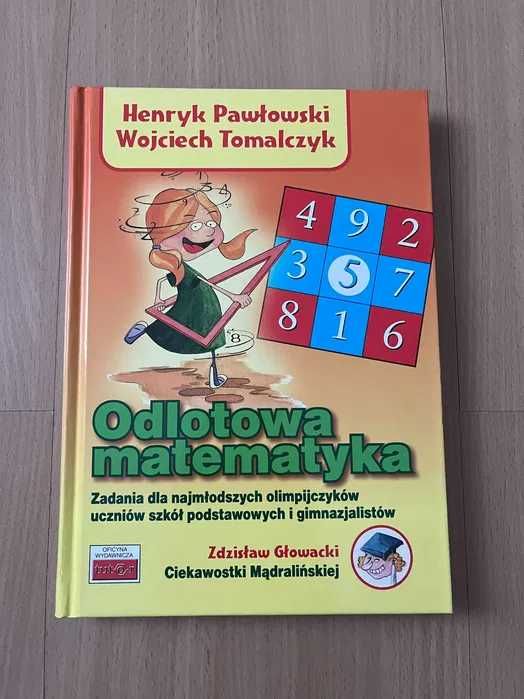 Henryk Pawłowski
Wojciech Tomalczyk
4 9 2
3 5 7
8 1 6
8
Odlotowa
matematyka
Zadania dla najmłodszych olimpijczyków
uczniów szkół podstawowych i gimnazjalistów
Zdzisław Głowacki
Ciekawostki Mądralińskiej
OFICYNA
WYDAWNICZA